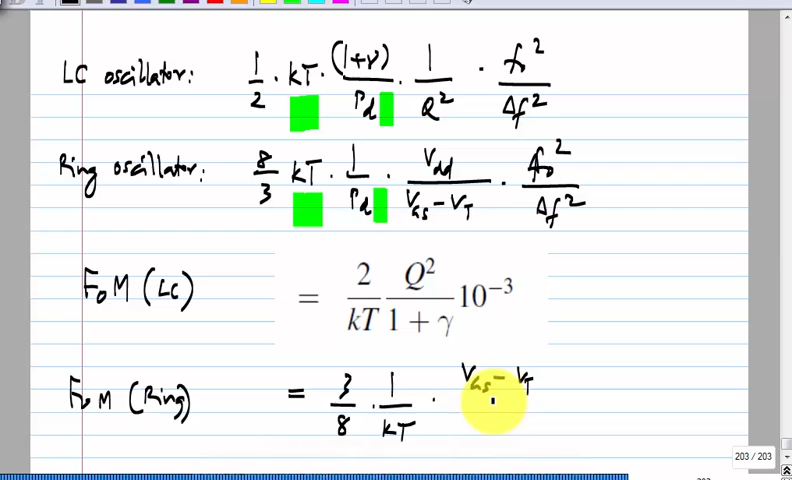 LC oscillator: 1/2 · kT · (1+γ)/Pd · 1/Q² · f₀²/Δf²
Ring oscillator: 8/3 kT · 1/Pd · Vdd/(VGS − VT) · f₀²/Δf²
FoM (LC) = 2/kT Q²/(1 + γ) 10⁻³
FoM (Ring) = 3/8 · 1/kT · VGS − VT
203 / 203